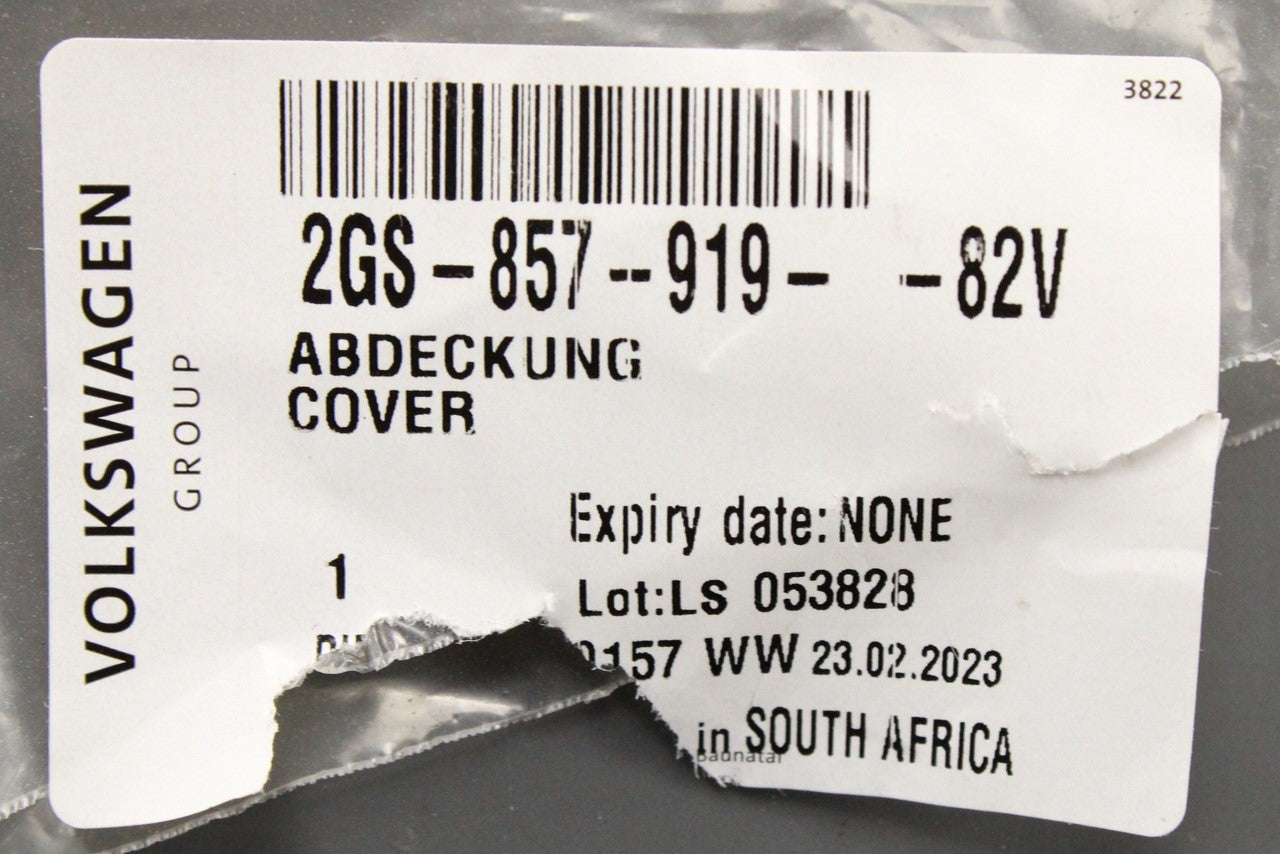 3822
VOLKSWAGEN
GROUP
2GS-857--919- -82V
ABDECKUNG
COVER
Expiry date: NONE
1
Lot:LS 053828
157 WW 23.02.2023
in SOUTH AFRICA
Baunatal